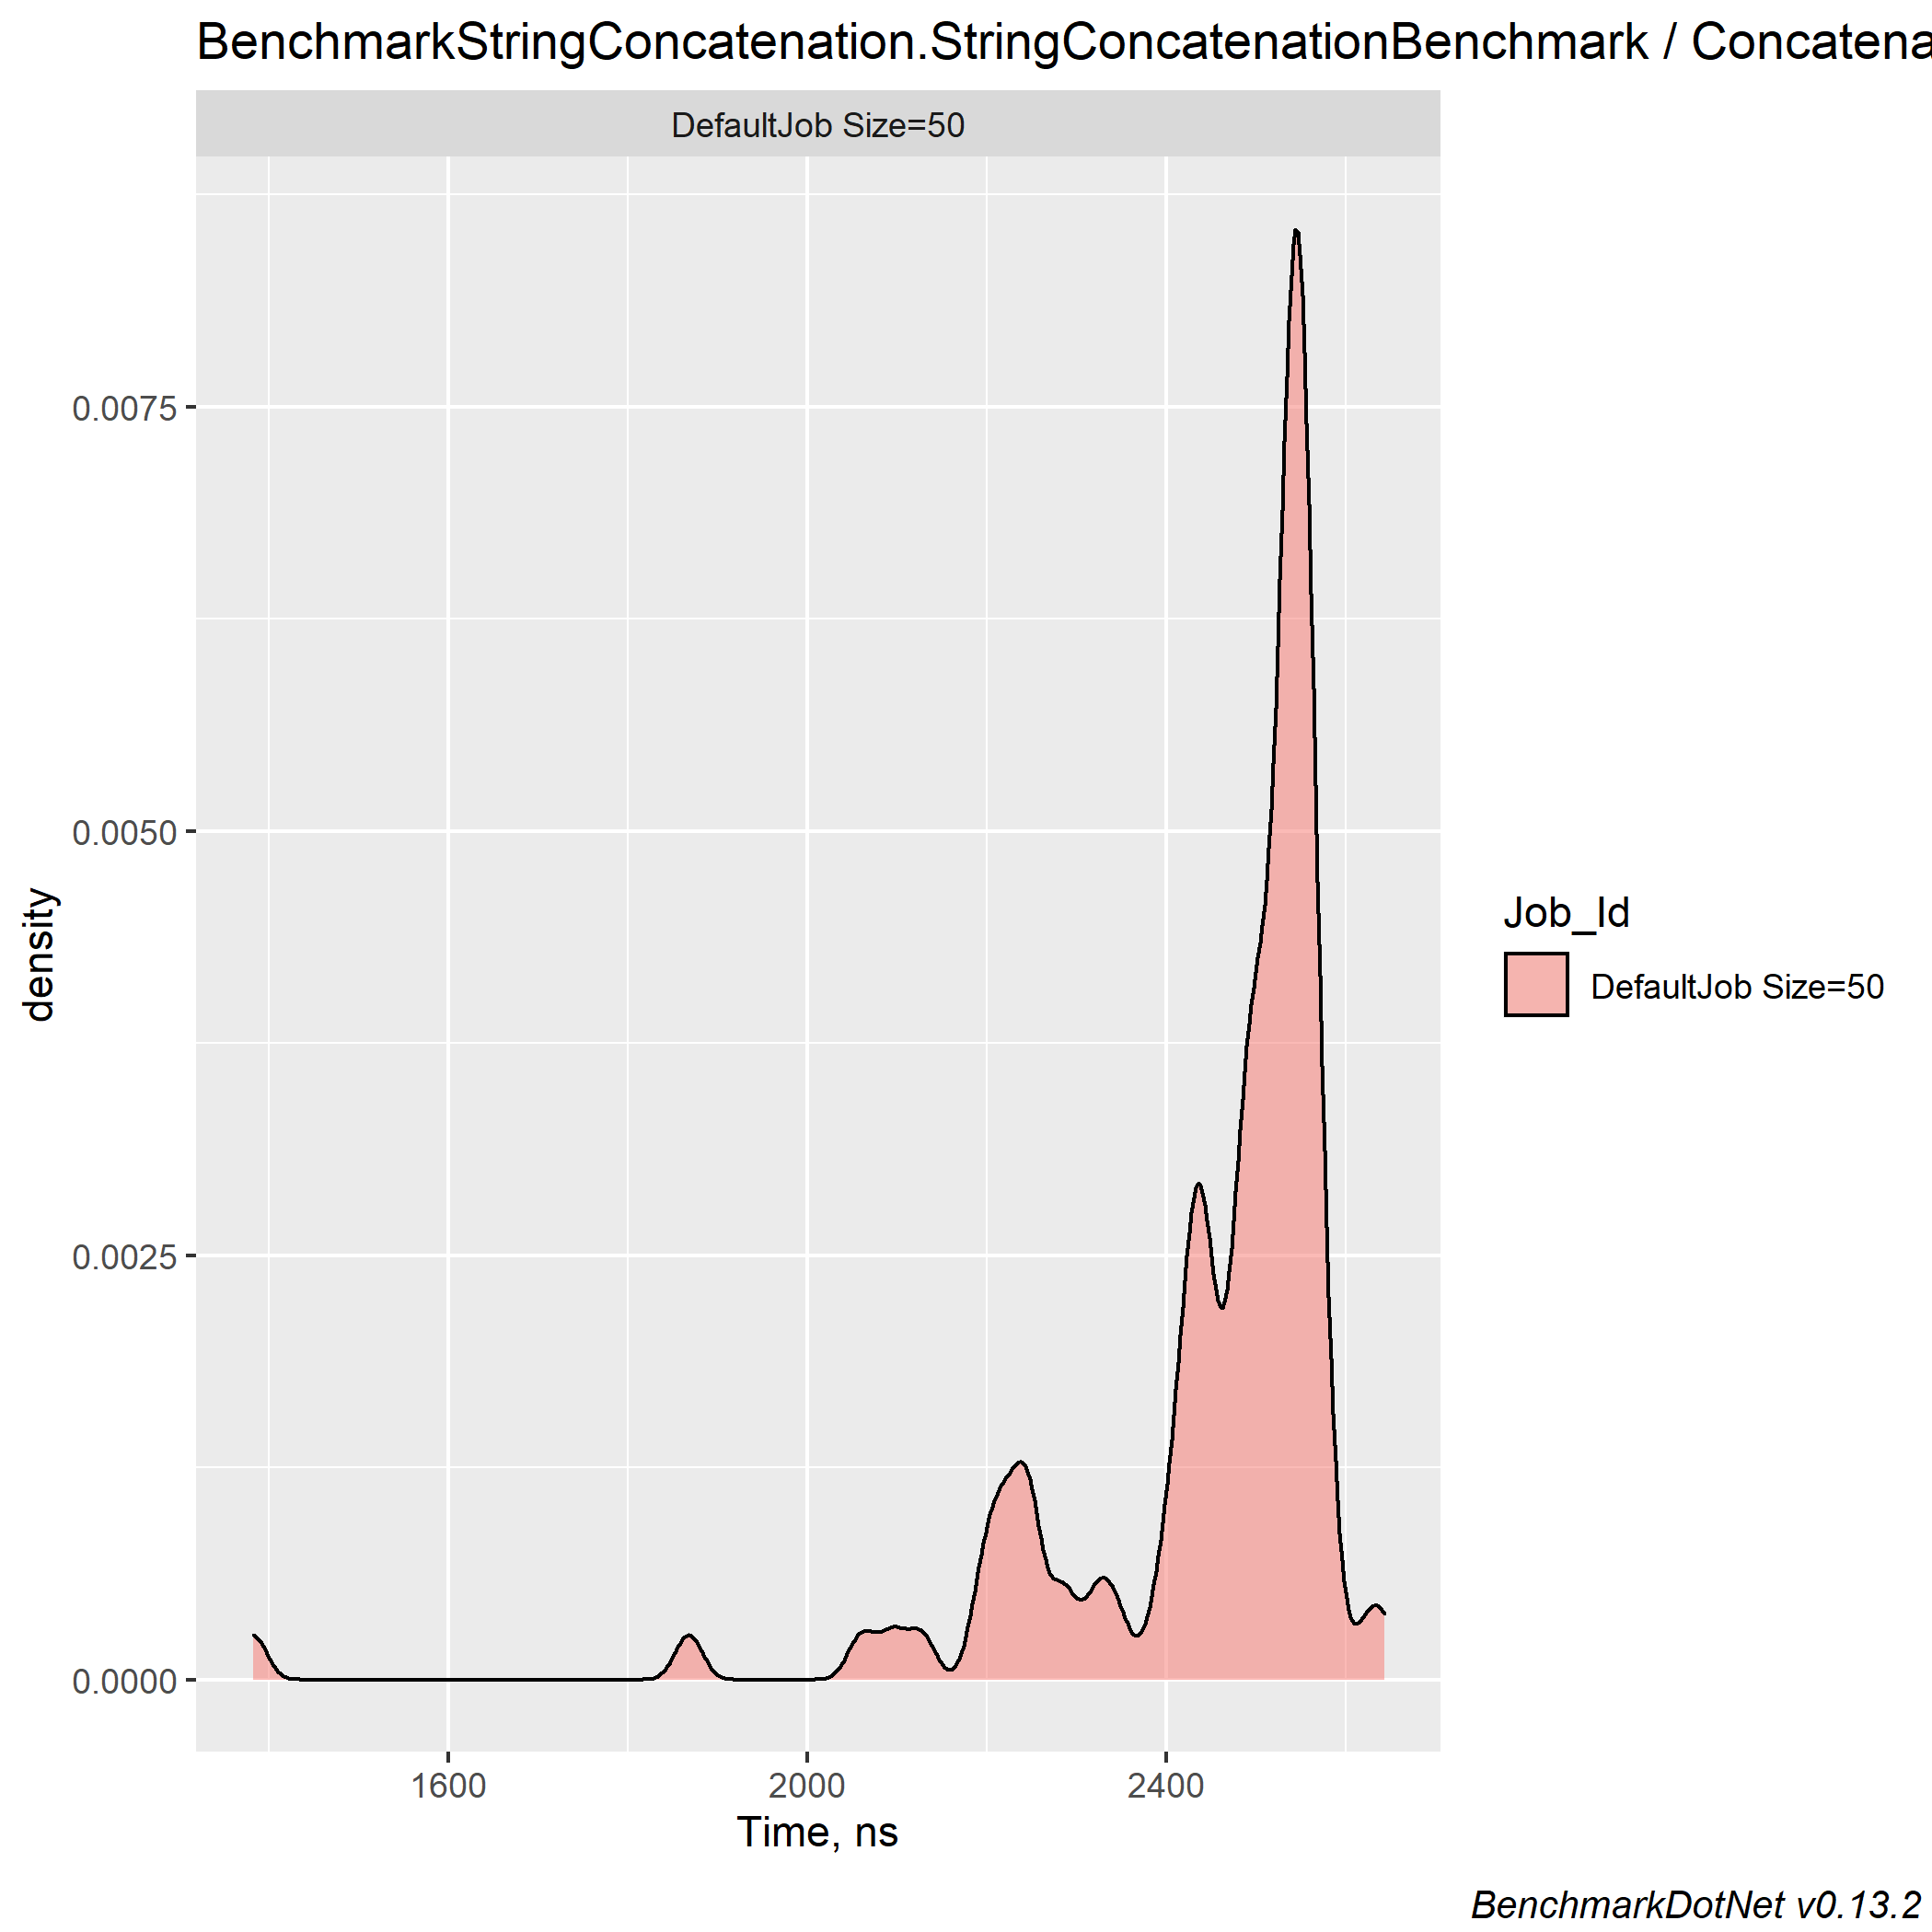 BenchmarkStringConcatenation.StringConcatenationBenchmark / Concatena
DefaultJob Size=50
0.0075
0.0050
0.0025
0.0000
density
1600 2000 2400
Time, ns
Job_Id
DefaultJob Size=50
BenchmarkDotNet v0.13.2